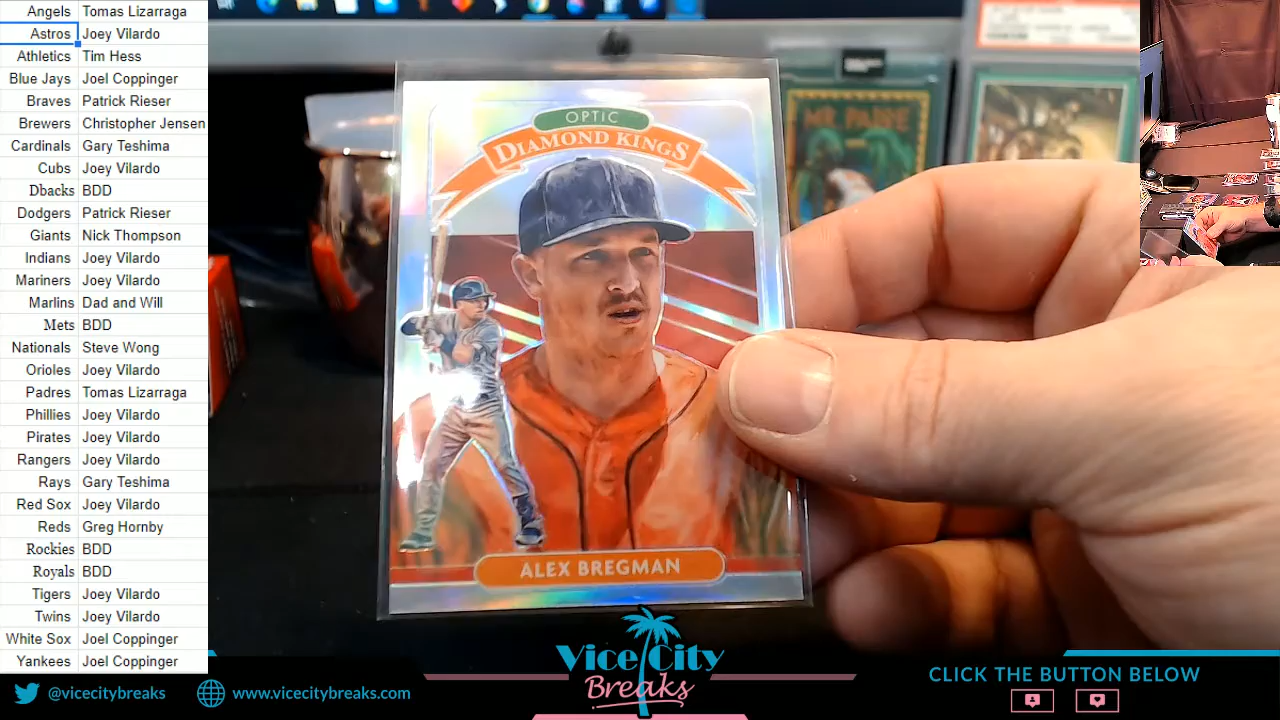 Angels Tomas Lizarraga
Astros Joey Vilardo
Athletics Tim Hess
Blue Jays Joel Coppinger
Braves Patrick Rieser
Brewers Christopher Jensen
Cardinals Gary Teshima
Cubs Joey Vilardo
Dbacks BDD
Dodgers Patrick Rieser
Giants Nick Thompson
Indians Joey Vilardo
Mariners Joey Vilardo
Marlins Dad and Will
Mets BDD
Nationals Steve Wong
Orioles Joey Vilardo
Padres Tomas Lizarraga
Phillies Joey Vilardo
Pirates Joey Vilardo
Rangers Joey Vilardo
Rays Gary Teshima
Red Sox Joey Vilardo
Reds Greg Hornby
Rockies BDD
Royals BDD
Tigers Joey Vilardo
Twins Joey Vilardo
White Sox Joel Coppinger
Yankees Joel Coppinger
OPTIC
DIAMOND KINGS
ALEX BREGMAN
@vicecitybreaks
www.vicecitybreaks.com
Vice City
Breaks
CLICK THE BUTTON BELOW